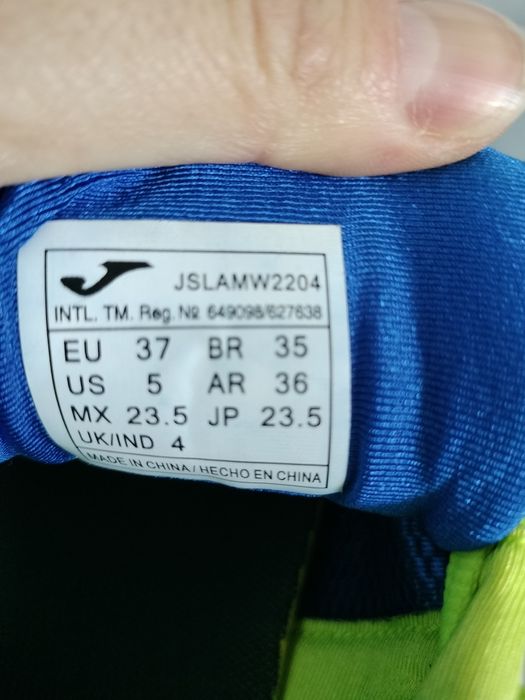 JSLAMW2204
INTL. TM. Reg. Nº 649098/627638
EU 37 BR 35
US 5 AR 36
MX 23.5 JP 23.5
UK/IND 4
MADE IN CHINA / HECHO EN CHINA